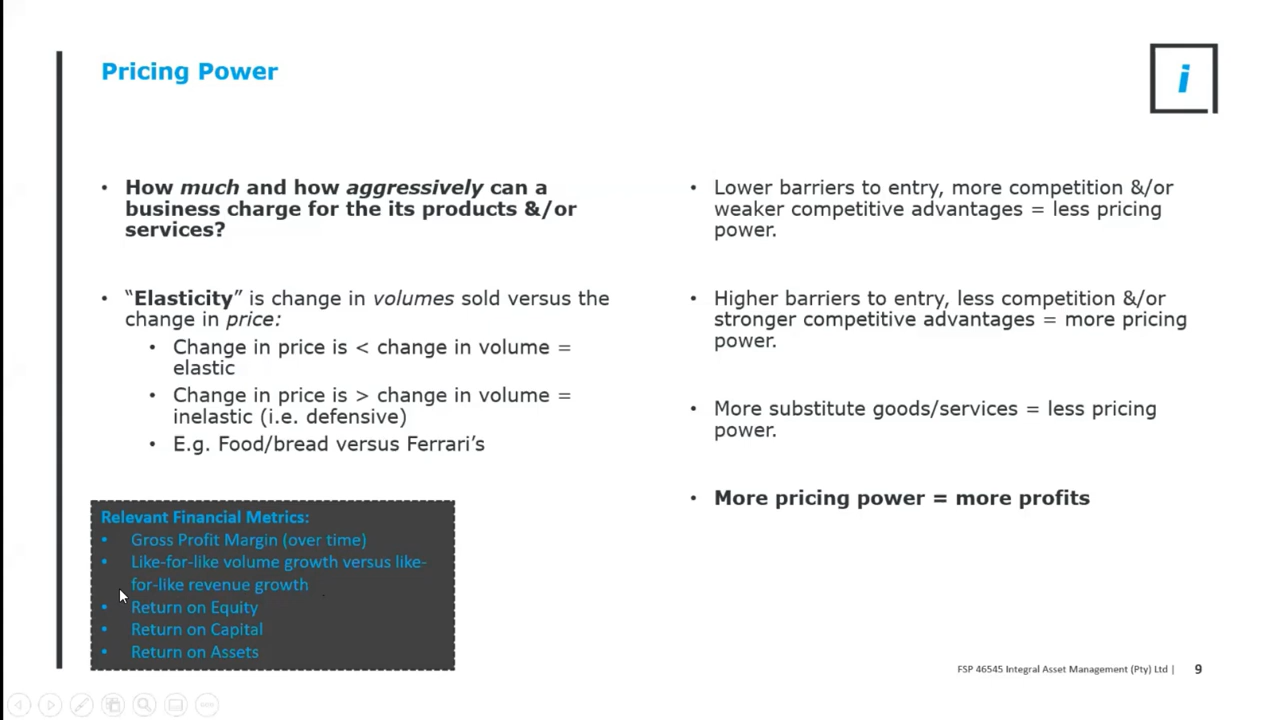 Pricing Power
i
• How much and how aggressively can a
business charge for the its products &/or
services?
• “Elasticity” is change in volumes sold versus the
change in price:
• Change in price is < change in volume =
elastic
• Change in price is > change in volume =
inelastic (i.e. defensive)
• E.g. Food/bread versus Ferrari’s
Relevant Financial Metrics:
• Gross Profit Margin (over time)
• Like-for-like volume growth versus like-
for-like revenue growth
• Return on Equity
• Return on Capital
• Return on Assets
• Lower barriers to entry, more competition &/or
weaker competitive advantages = less pricing
power.
• Higher barriers to entry, less competition &/or
stronger competitive advantages = more pricing
power.
• More substitute goods/services = less pricing
power.
• More pricing power = more profits
FSP 46545 Integral Asset Management (Pty) Ltd | 9